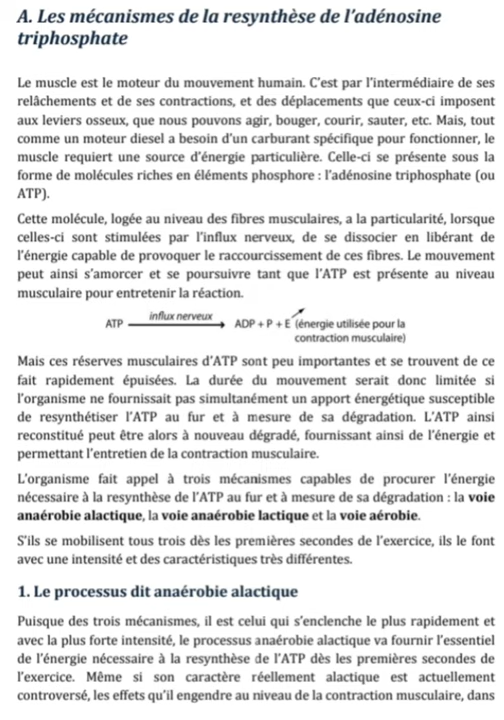 A. Les mécanismes de la resynthèse de l'adénosine
triphosphate
Le muscle est le moteur du mouvement humain. C'est par l'intermédiaire de ses
relâchements et de ses contractions, et des déplacements que ceux-ci imposent
aux leviers osseux, que nous pouvons agir, bouger, courir, sauter, etc. Mais, tout
comme un moteur diesel a besoin d'un carburant spécifique pour fonctionner, le
muscle requiert une source d'énergie particulière. Celle-ci se présente sous la
forme de molécules riches en éléments phosphore : l'adénosine triphosphate (ou
ATP).
Cette molécule, logée au niveau des fibres musculaires, a la particularité, lorsque
celles-ci sont stimulées par l'influx nerveux, de se dissocier en libérant de
l'énergie capable de provoquer le raccourcissement de ces fibres. Le mouvement
peut ainsi s'amorcer et se poursuivre tant que l'ATP est présente au niveau
musculaire pour entretenir la réaction.
influx nerveux
ATP → ADP + P + E (énergie utilisée pour la
contraction musculaire)
Mais ces réserves musculaires d'ATP sont peu importantes et se trouvent de ce
fait rapidement épuisées. La durée du mouvement serait donc limitée si
l'organisme ne fournissait pas simultanément un apport énergétique susceptible
de resynthétiser l'ATP au fur et à mesure de sa dégradation. L'ATP ainsi
reconstitué peut être alors à nouveau dégradé, fournissant ainsi de l'énergie et
permettant l'entretien de la contraction musculaire.
L'organisme fait appel à trois mécanismes capables de procurer l'énergie
nécessaire à la resynthèse de l'ATP au fur et à mesure de sa dégradation : la voie
anaérobie alactique, la voie anaérobie lactique et la voie aérobie.
S'ils se mobilisent tous trois dès les premières secondes de l'exercice, ils le font
avec une intensité et des caractéristiques très différentes.
1. Le processus dit anaérobie alactique
Puisque des trois mécanismes, il est celui qui s'enclenche le plus rapidement et
avec la plus forte intensité, le processus anaérobie alactique va fournir l'essentiel
de l'énergie nécessaire à la resynthèse de l'ATP dès les premières secondes de
l'exercice. Même si son caractère réellement alactique est actuellement
controversé, les effets qu'il engendre au niveau de la contraction musculaire, dans